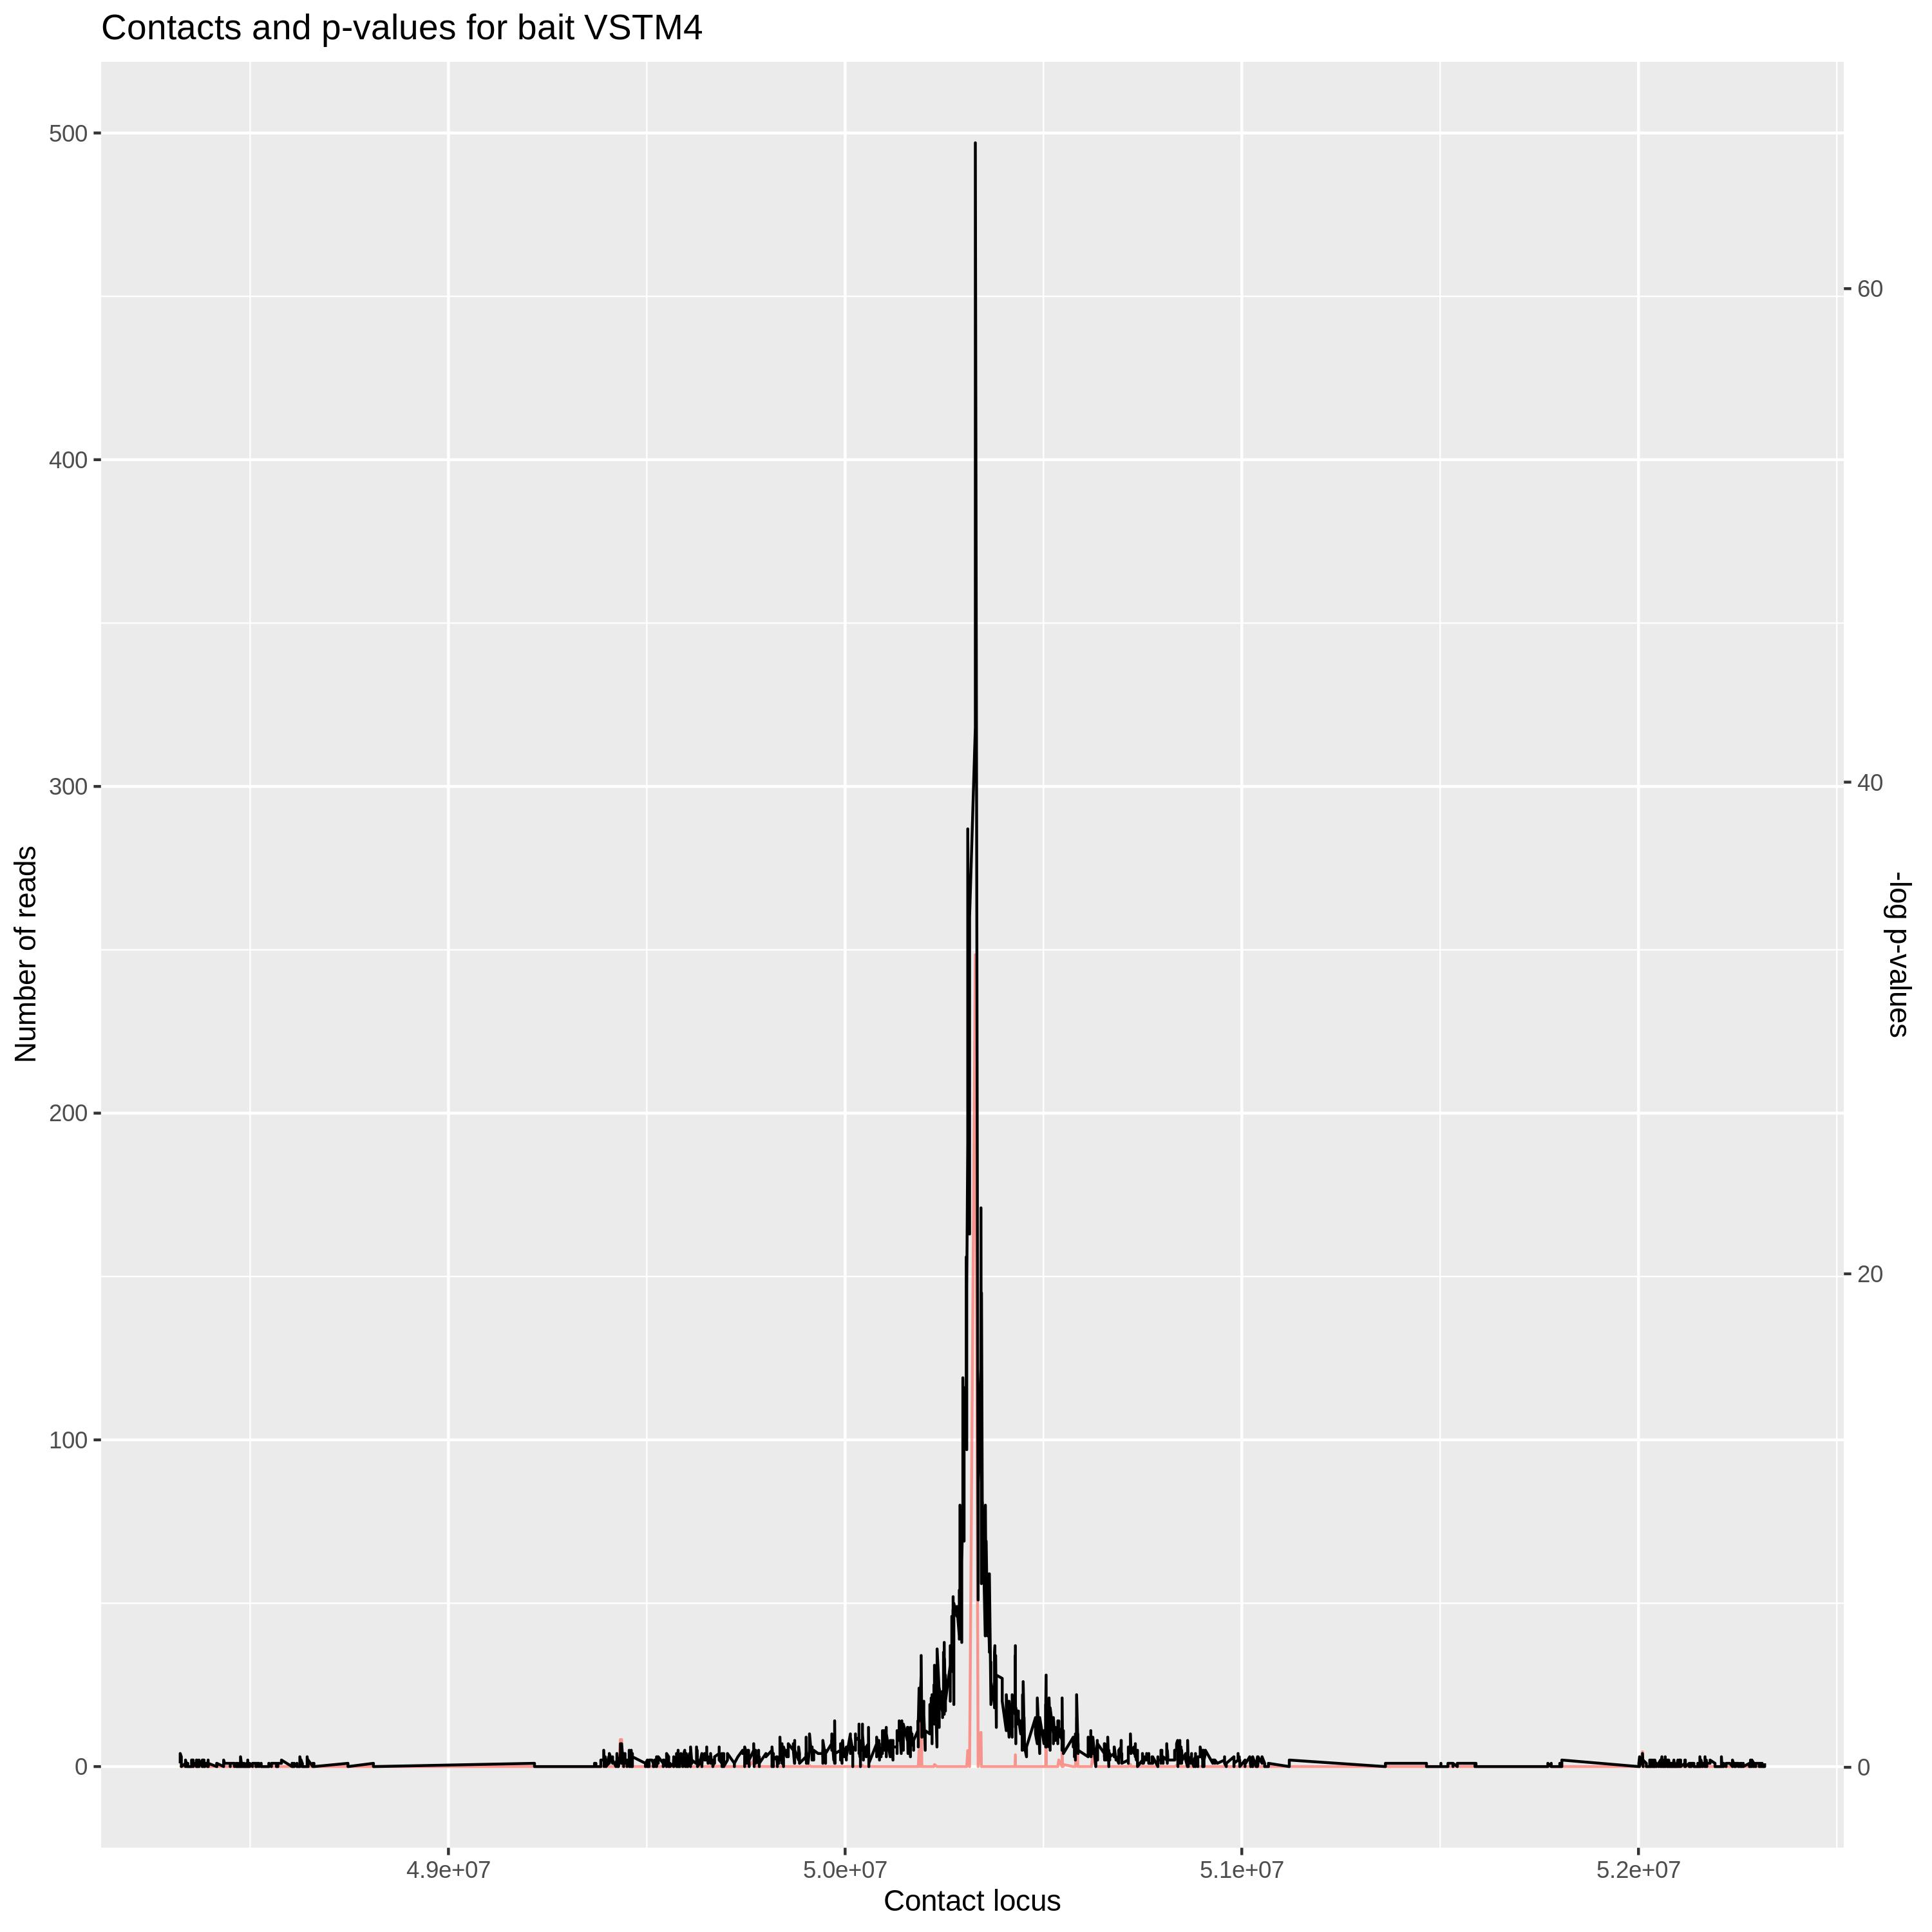 Contacts and p-values for bait VSTM4
500
400
300
200
100
0
Number of reads
60
40
20
0
-log p-values
4.9e+07 5.0e+07 5.1e+07 5.2e+07
Contact locus